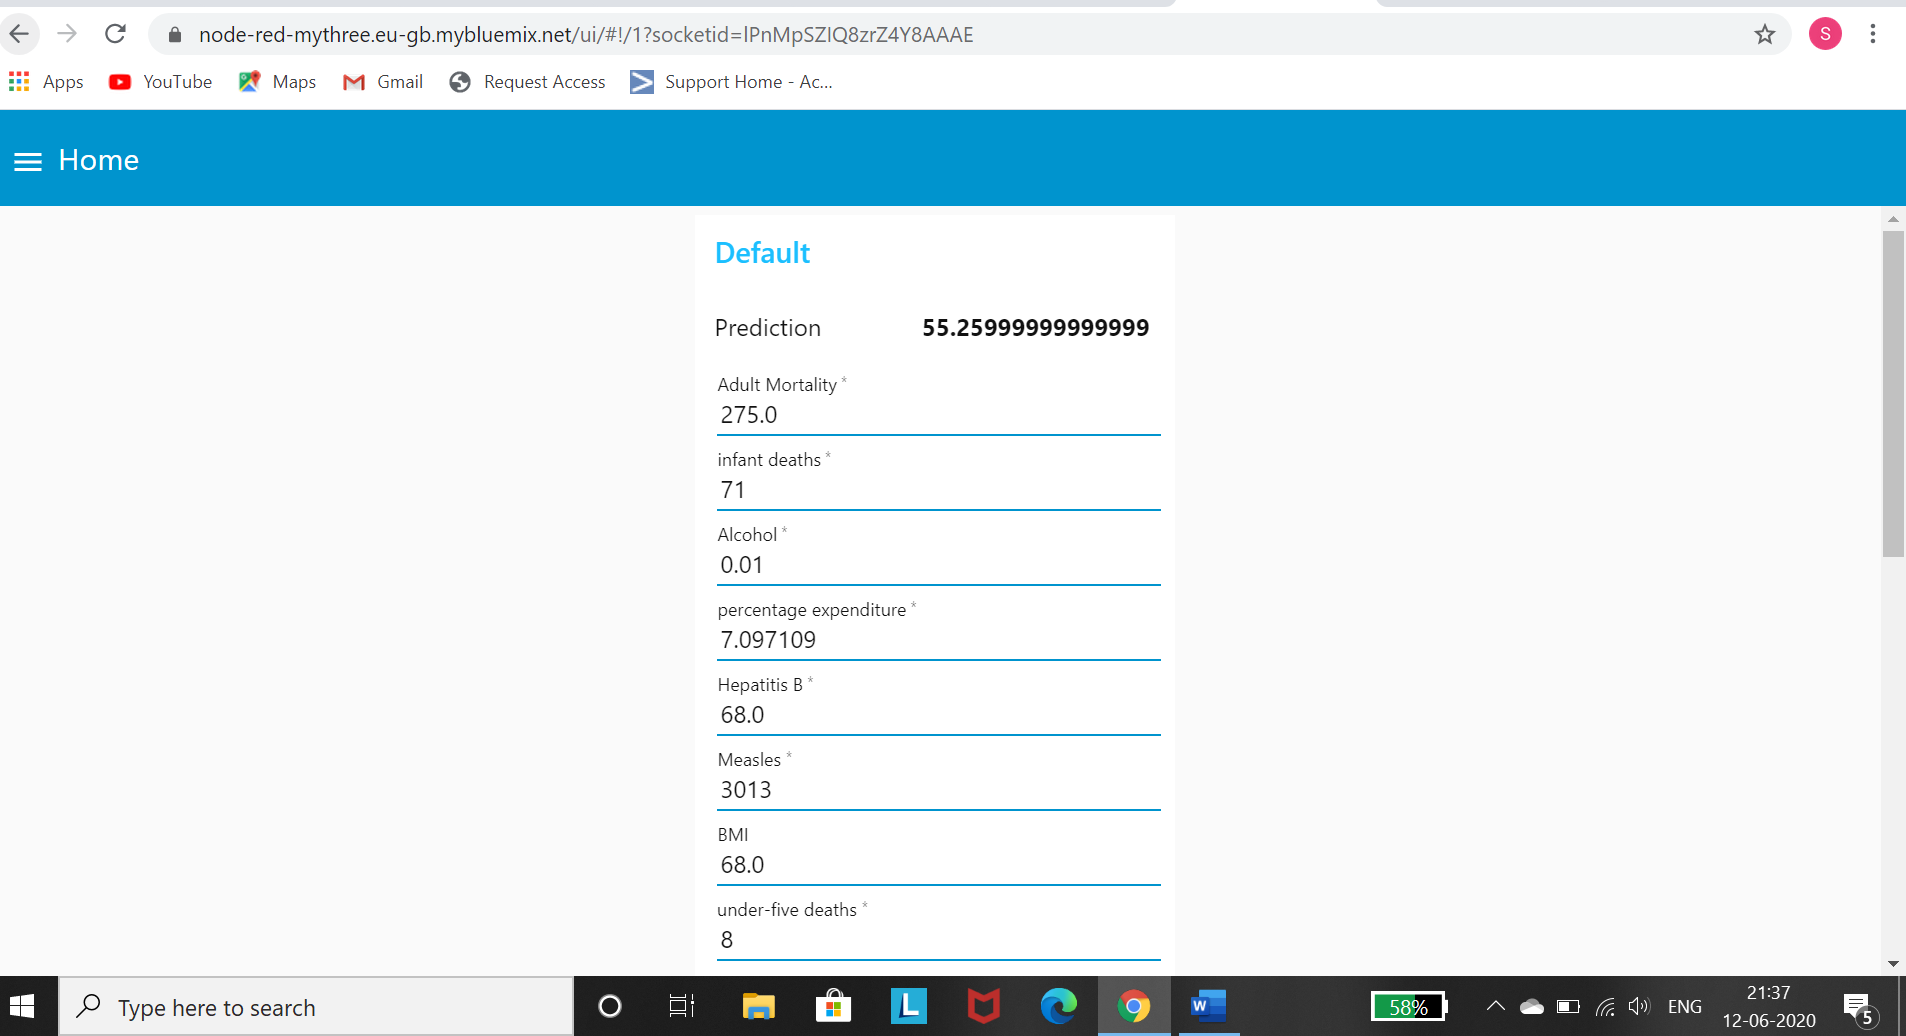 node-red-mythree.eu-gb.mybluemix.net/ui/#!/1?socketid=lPnMpSZIQ8zrZ4Y8AAAE
S
Apps YouTube Maps Gmail Request Access Support Home - Ac...
Home
Default
Prediction 55.25999999999999
Adult Mortality *
275.0
infant deaths *
71
Alcohol *
0.01
percentage expenditure *
7.097109
Hepatitis B *
68.0
Measles *
3013
BMI
68.0
under-five deaths *
8
Type here to search
L
W
58%
ENG
21:37
12-06-2020
5